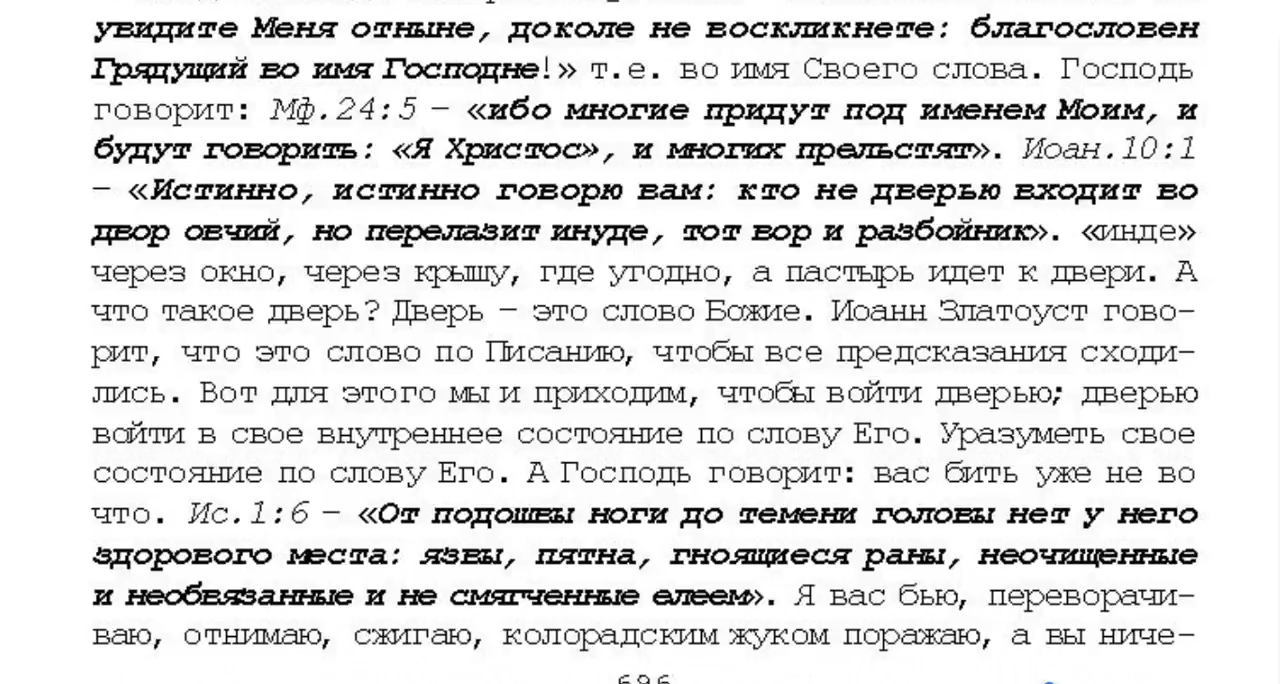 увидите Меня отныне, доколе не воскликнете: благословен
Грядущий во имя Господне!» т.е. во имя Своего слова. Господь
говорит: Мф.24:5 – «ибо многие придут под именем Моим, и
будут говорить: «Я Христос», и многих прельстят». Иоан.10:1
– «Истинно, истинно говорю вам: кто не дверью входит во
двор овчий, но перелазит инуде, тот вор и разбойник». «инде»
через окно, через крышу, где угодно, а пастырь идет к двери. А
что такое дверь? Дверь – это слово Божие. Иоанн Златоуст гово-
рит, что это слово по Писанию, чтобы все предсказания сходи-
лись. Вот для этого мы и приходим, чтобы войти дверью; дверью
войти в свое внутреннее состояние по слову Его. Уразуметь свое
состояние по слову Его. А Господь говорит: вас бить уже не во
что. Ис.1:6 – «От подошвы ноги до темени головы нет у него
здорового места: язвы, пятна, гноящиеся раны, неочищенные
и необвязанные и не смягченные елеем». Я вас бью, переворачи-
ваю, отнимаю, сжигаю, колорадским жуком поражаю, а вы ниче-